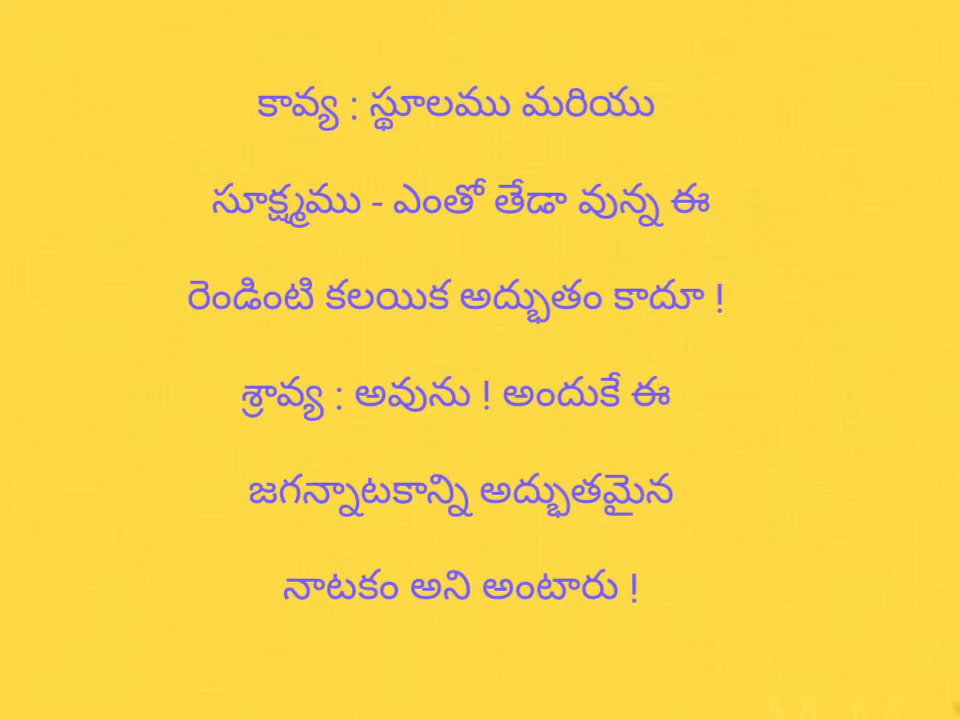 కావ్య : స్థూలము మరియు
సూక్ష్మము - ఎంతో తేడా వున్న ఈ
రెండింటి కలయిక అద్భుతం కాదూ !
శ్రావ్య : అవును ! అందుకే ఈ
జగన్నాటకాన్ని అద్భుతమైన
నాటకం అని అంటారు !